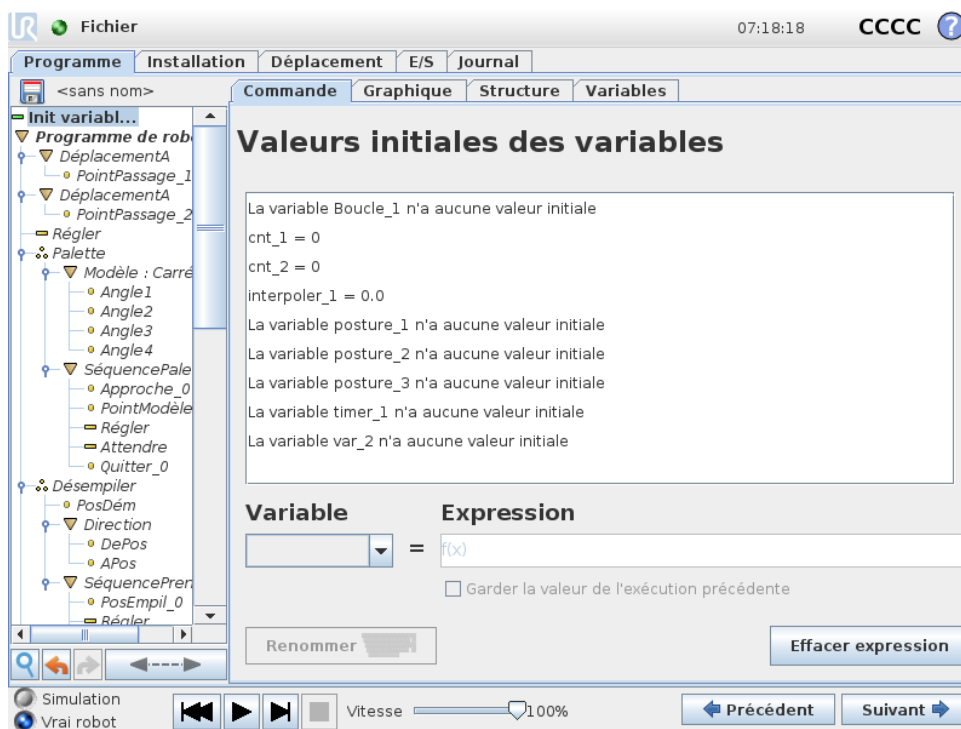 UR Fichier 07:18:18 CCCC ?
Programme Installation Déplacement E/S Journal
<sans nom>
Commande Graphique Structure Variables
Init variabl...
Programme de rob
DéplacementA
PointPassage_1
DéplacementA
PointPassage_2
Régler
Palette
Modèle : Carré
Angle1
Angle2
Angle3
Angle4
SéquencePale
Approche_0
PointModèle
Régler
Attendre
Quitter_0
Désempiler
PosDém
Direction
DePos
APos
SéquencePren
PosEmpil_0
Régler
Valeurs initiales des variables
La variable Boucle_1 n'a aucune valeur initiale
cnt_1 = 0
cnt_2 = 0
interpoler_1 = 0.0
La variable posture_1 n'a aucune valeur initiale
La variable posture_2 n'a aucune valeur initiale
La variable posture_3 n'a aucune valeur initiale
La variable timer_1 n'a aucune valeur initiale
La variable var_2 n'a aucune valeur initiale
Variable Expression
= f(x)
Garder la valeur de l'exécution précédente
Renommer Effacer expression
Simulation
Vrai robot
Vitesse 100%
Précédent Suivant